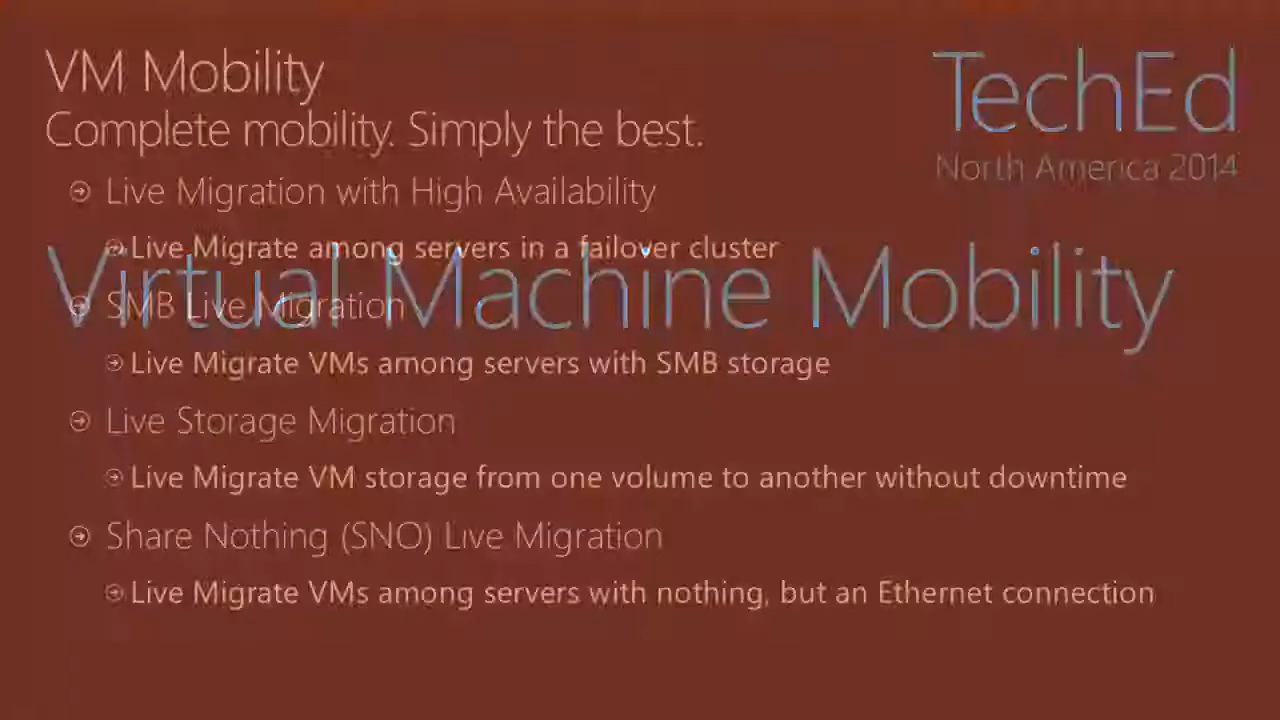 VM Mobility
TechEd
Complete mobility. Simply the best.
North America 2014
Live Migration with High Availability
Live Migrate among servers in a failover cluster
Virtual Machine Mobility
SMB Live Migration
Live Migrate VMs among servers with SMB storage
Live Storage Migration
Live Migrate VM storage from one volume to another without downtime
Share Nothing (SNO) Live Migration
Live Migrate VMs among servers with nothing, but an Ethernet connection